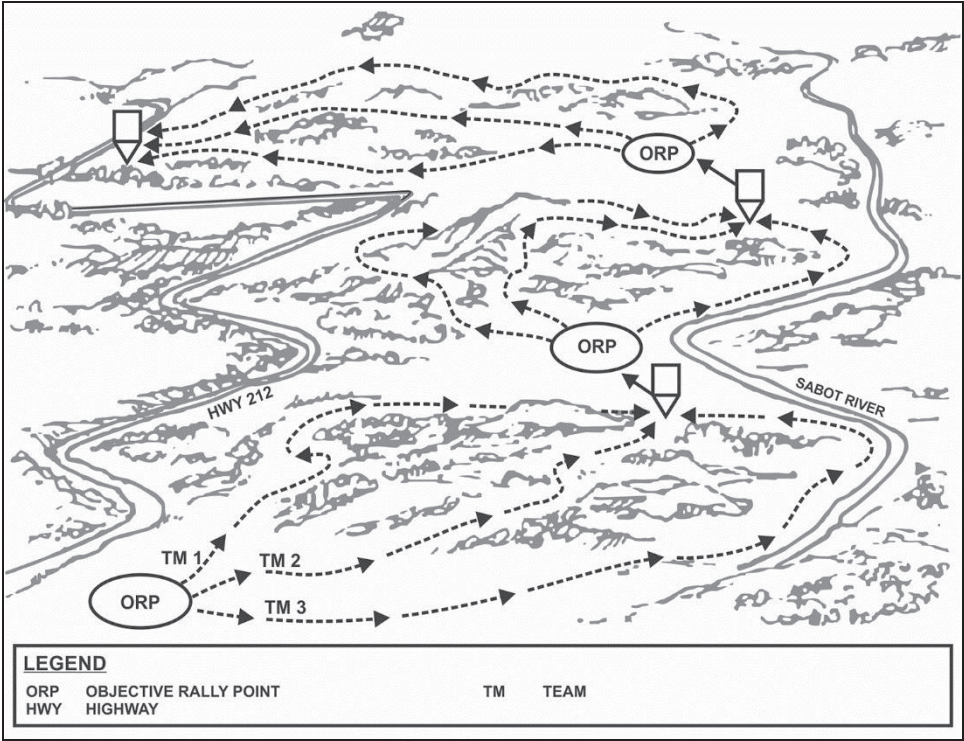 ORP
ORP
HWY 212
SABOT RIVER
TM 1
TM 2
ORP
TM 3
LEGEND
ORP OBJECTIVE RALLY POINT TM TEAM
HWY HIGHWAY